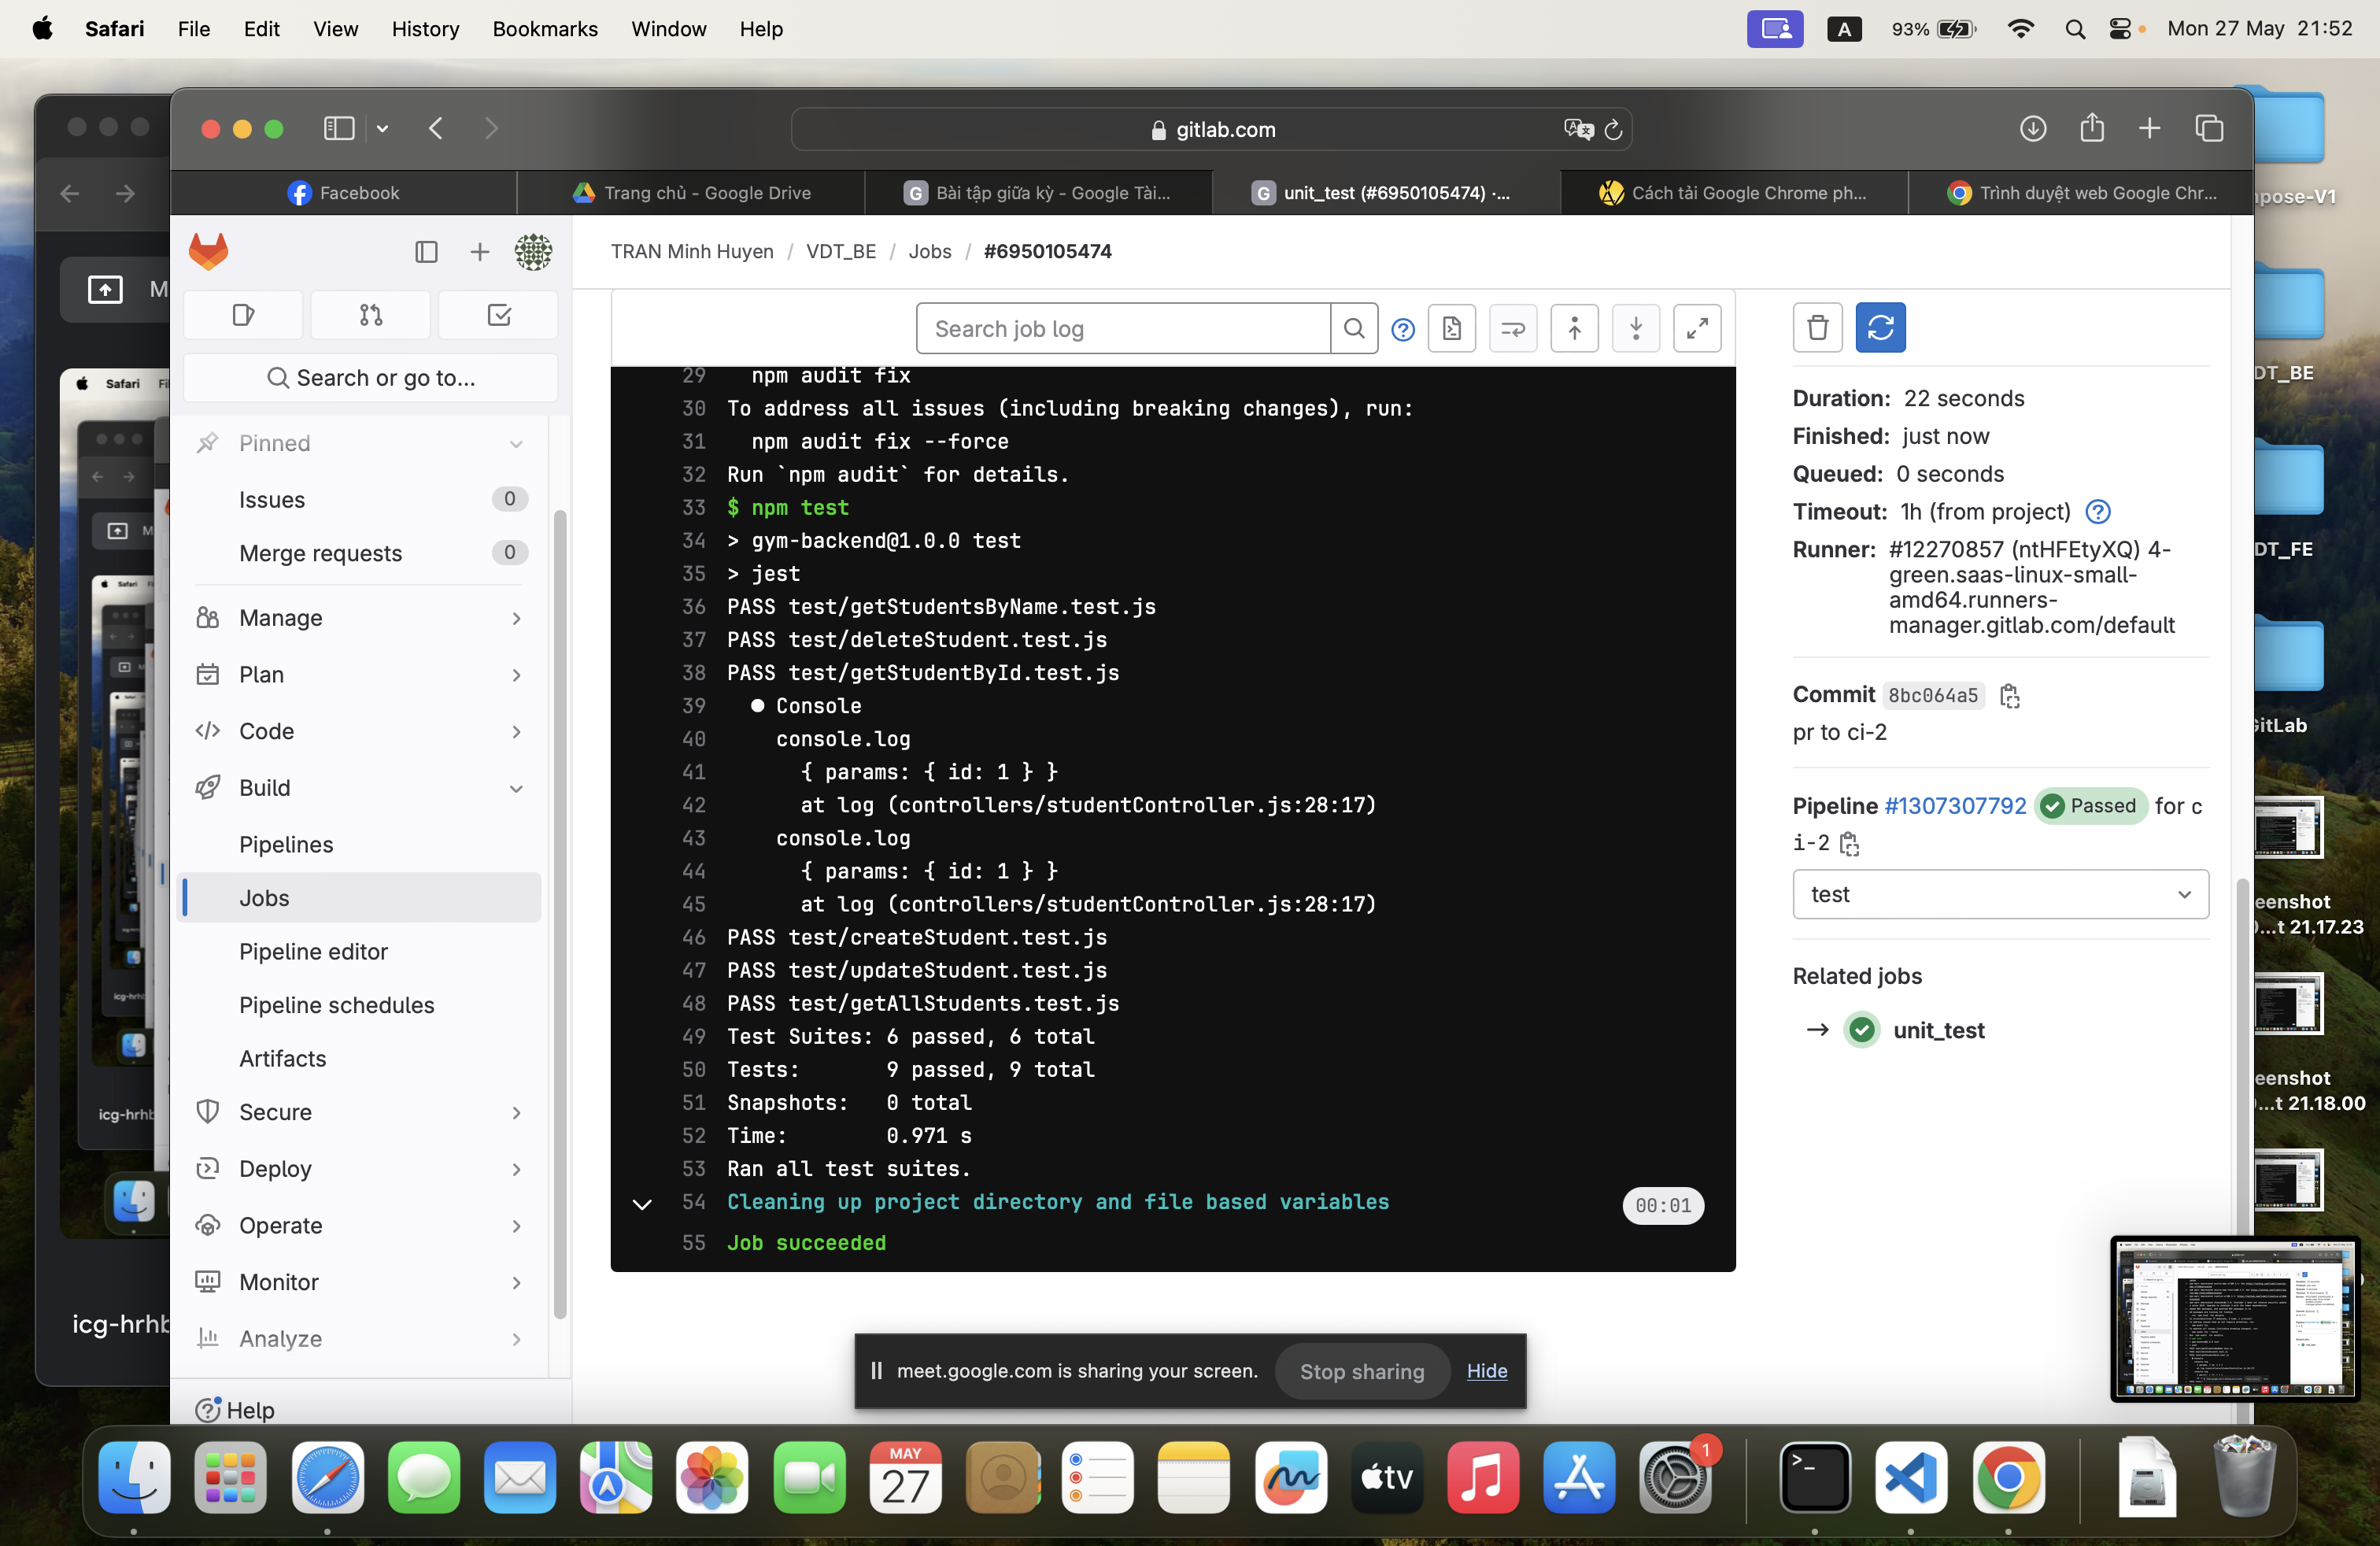 Safari File Edit View History Bookmarks Window Help
A 93% Mon 27 May 21:52
gitlab.com
Facebook
Trang chủ - Google Drive
G Bài tập giữa kỳ - Google Tài...
G unit_test (#6950105474) ·...
Cách tải Google Chrome ph...
Trình duyệt web Google Chr...
TRAN Minh Huyen / VDT_BE / Jobs / #6950105474
Search or go to...
Pinned
Issues 0
Merge requests 0
Manage
Plan
Code
Build
Pipelines
Jobs
Pipeline editor
Pipeline schedules
Artifacts
Secure
Deploy
Operate
Monitor
Analyze
Help
Search job log
29 npm audit fix
30 To address all issues (including breaking changes), run:
31 npm audit fix --force
32 Run `npm audit` for details.
33 $ npm test
34 > gym-backend@1.0.0 test
35 > jest
36 PASS test/getStudentsByName.test.js
37 PASS test/deleteStudent.test.js
38 PASS test/getStudentById.test.js
39 ● Console
40 console.log
41 { params: { id: 1 } }
42 at log (controllers/studentController.js:28:17)
43 console.log
44 { params: { id: 1 } }
45 at log (controllers/studentController.js:28:17)
46 PASS test/createStudent.test.js
47 PASS test/updateStudent.test.js
48 PASS test/getAllStudents.test.js
49 Test Suites: 6 passed, 6 total
50 Tests: 9 passed, 9 total
51 Snapshots: 0 total
52 Time: 0.971 s
53 Ran all test suites.
54 Cleaning up project directory and file based variables 00:01
55 Job succeeded
Duration: 22 seconds
Finished: just now
Queued: 0 seconds
Timeout: 1h (from project)
Runner: #12270857 (ntHFEtyXQ) 4-
green.saas-linux-small-
amd64.runners-
manager.gitlab.com/default
Commit 8bc064a5
pr to ci-2
Pipeline #1307307792 Passed for c
i-2
test
Related jobs
→ unit_test
meet.google.com is sharing your screen. Stop sharing Hide
M
Safari
icg-hrhb
icg-hrhb
pose-V1
DT_BE
DT_FE
GitLab
eenshot
...t 21.17.23
eenshot
...t 21.18.00
MAY
27
tv
1